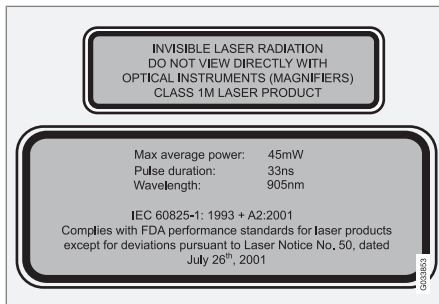 INVISIBLE LASER RADIATION
DO NOT VIEW DIRECTLY WITH
OPTICAL INSTRUMENTS (MAGNIFIERS)
CLASS 1M LASER PRODUCT
Max average power: 45mW
Pulse duration: 33ns
Wavelength: 905nm
IEC 60825-1: 1993 + A2:2001
Complies with FDA performance standards for laser products
except for deviations pursuant to Laser Notice No. 50, dated
July 26th, 2001
G033853